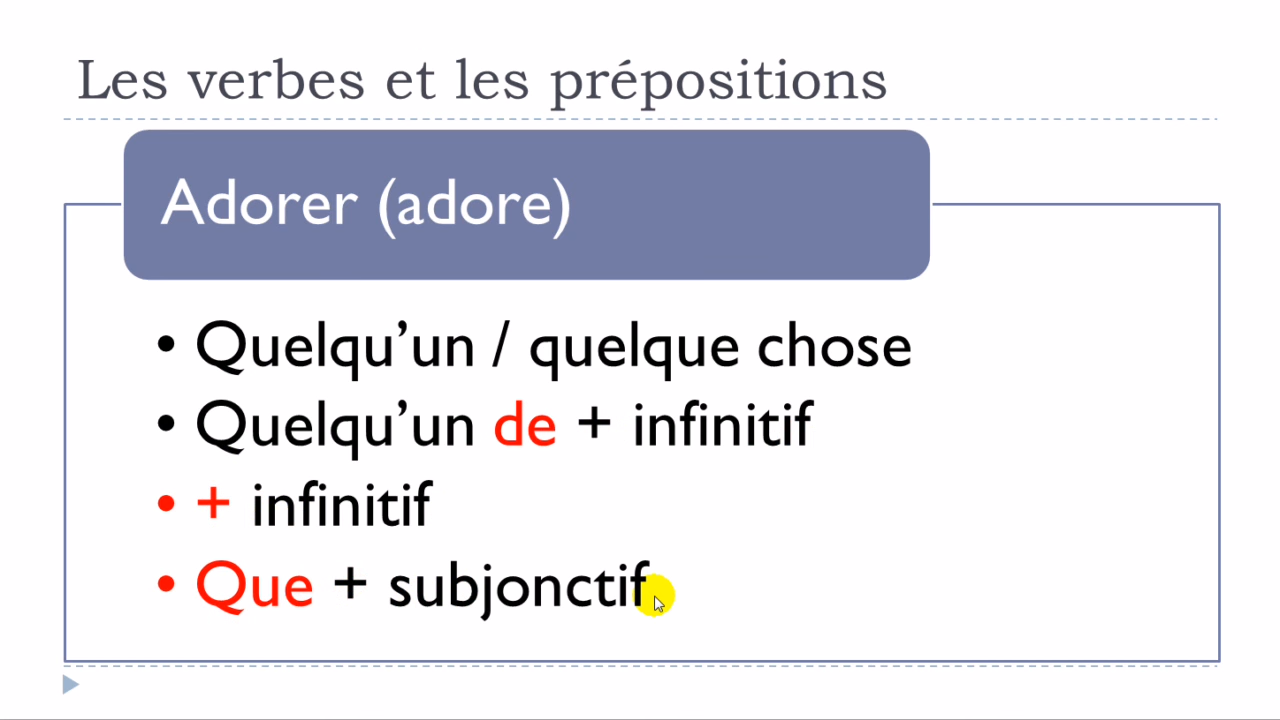 Les verbes et les prépositions
Adorer (adore)
• Quelqu’un / quelque chose
• Quelqu’un de + infinitif
• + infinitif
• Que + subjonctif